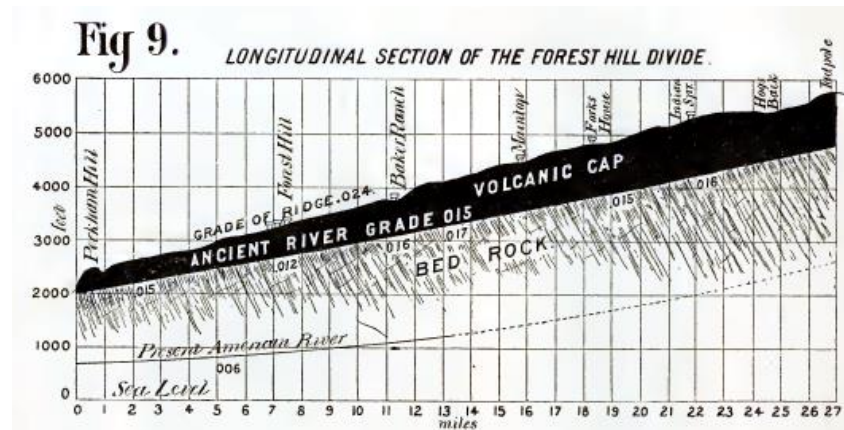 Fig 9.
LONGITUDINAL SECTION OF THE FOREST HILL DIVIDE.
6000
5000
4000
feet
3000
2000
1000
0
Peckham Hill
Forest Hill
Baker Ranch
Mountop
Forks House
Indian Spr.
Hogs Back
Tadpole
GRADE OF RIDGE .024.
VOLCANIC CAP
ANCIENT RIVER GRADE 015
015
.012
016
017
015
016
BED ROCK
Present American River
006
Sea Level
0 1 2 3 4 5 6 7 8 9 10 11 12 13 14 15 16 17 18 19 20 21 22 23 24 25 26 27
miles